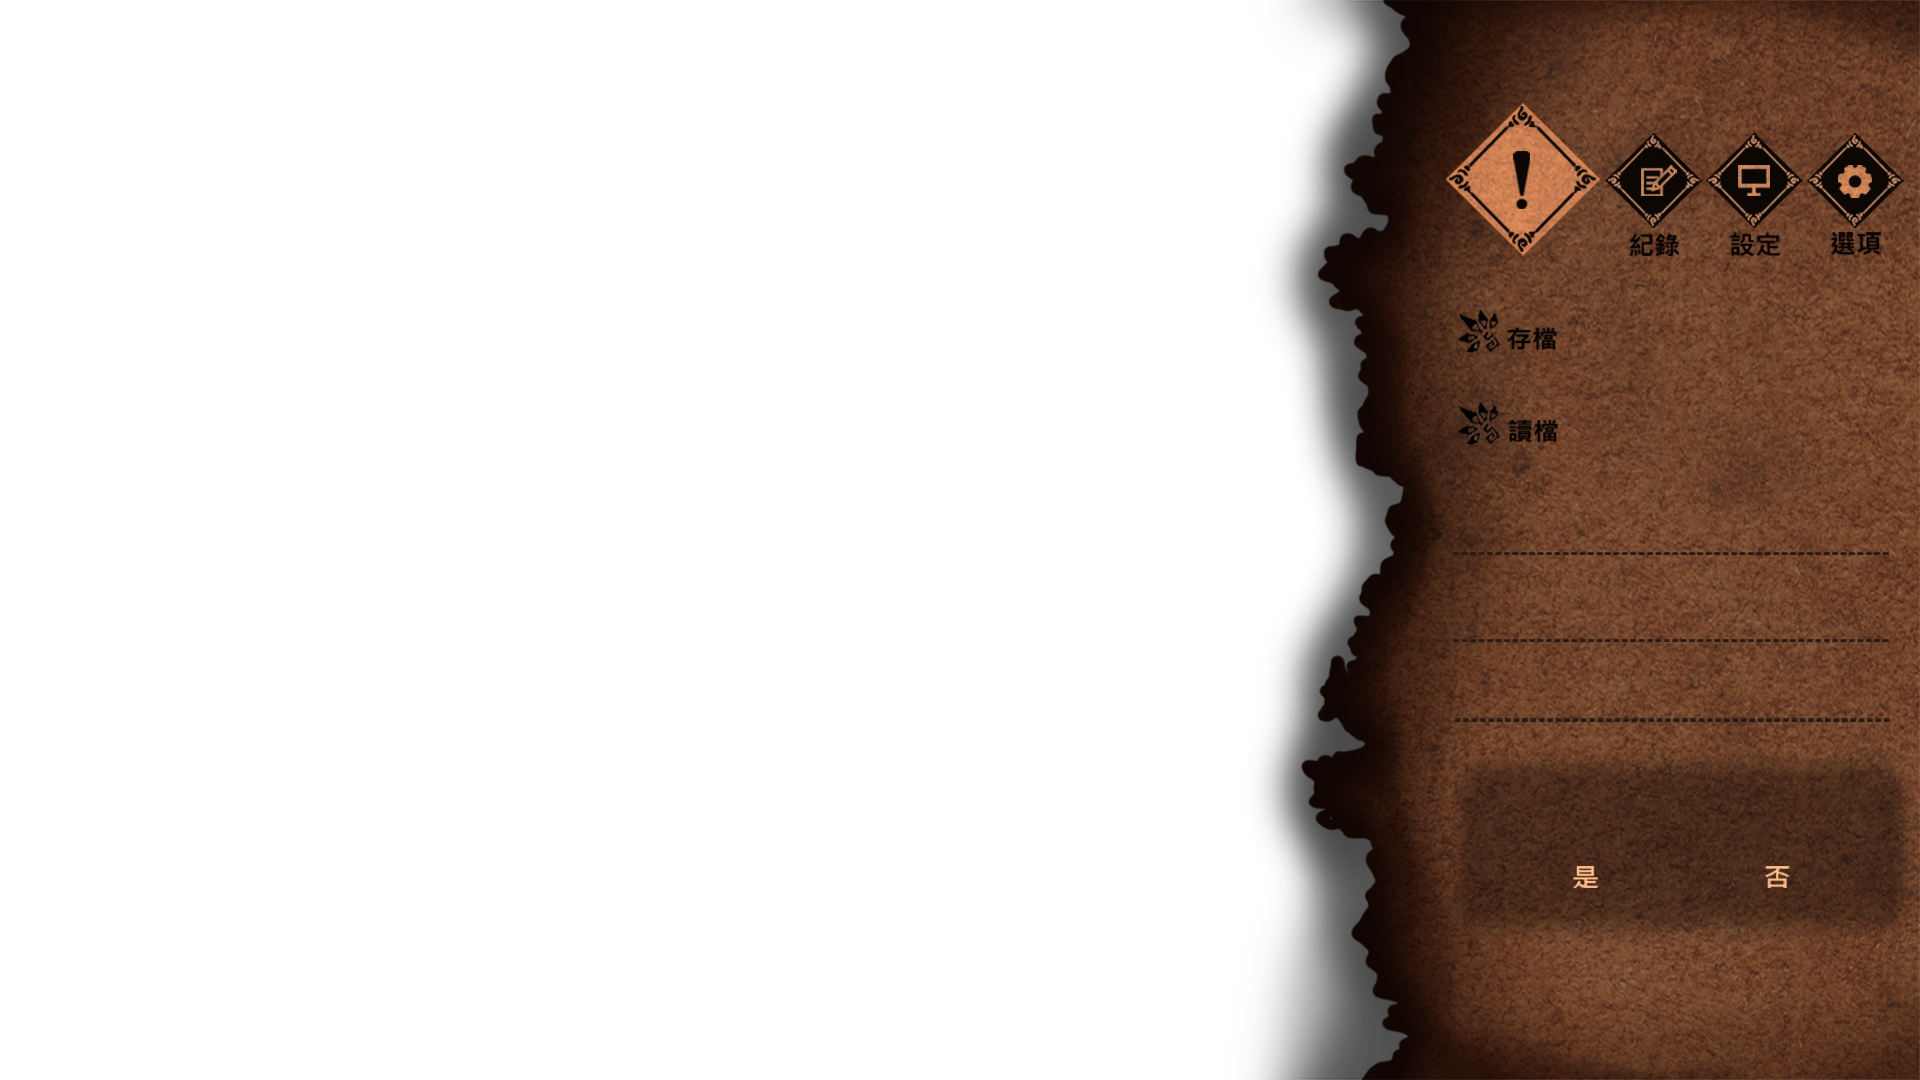 紀錄 設定 選項
存檔
讀檔
是 否